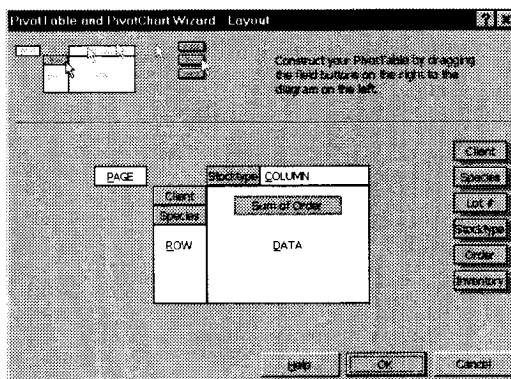 PivotTable and PivotChart Wizard - Layout
Construct your PivotTable by dragging
the field buttons on the right to the
diagram on the left.
PAGE
Stocktype
COLUMN
Client
Species
ROW
Sum of Order
DATA
Client
Species
Lot #
Stocktype
Order
Inventory
Help
OK
Cancel